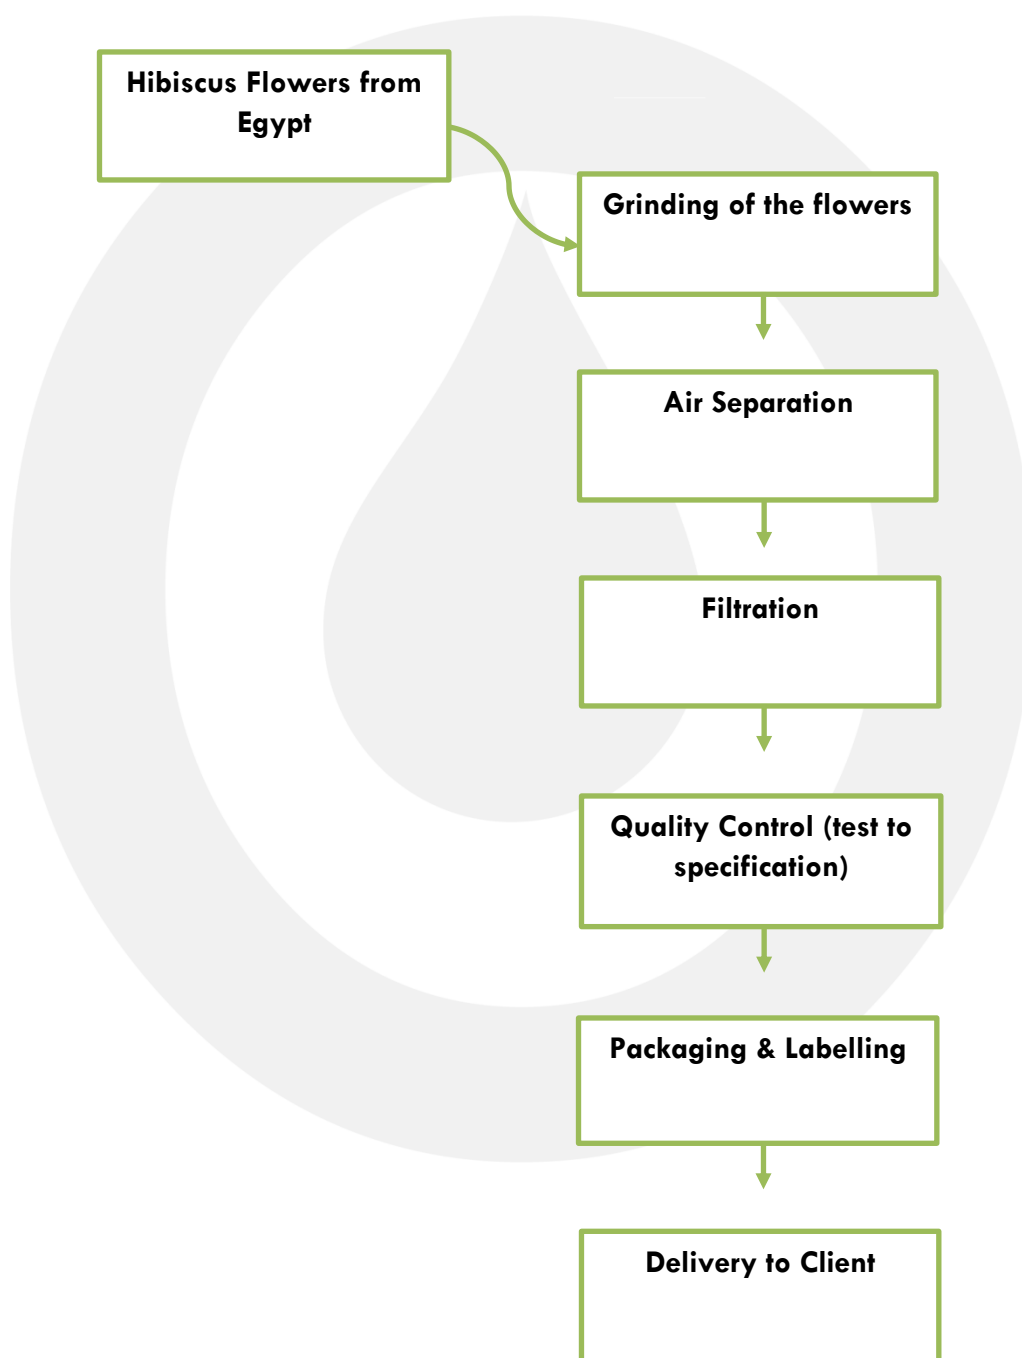 Hibiscus Flowers from
Egypt
Grinding of the flowers
Air Separation
Filtration
Quality Control (test to
specification)
Packaging & Labelling
Delivery to Client